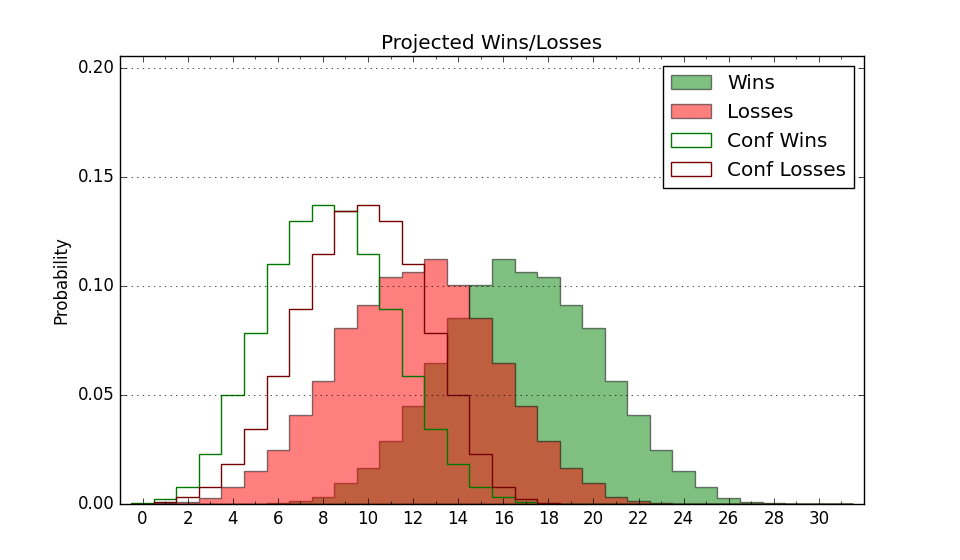 Projected Wins/Losses
0.20
0.15
0.10
0.05
0.00
Probability
Wins
Losses
Conf Wins
Conf Losses
0 2 4 6 8 10 12 14 16 18 20 22 24 26 28 30